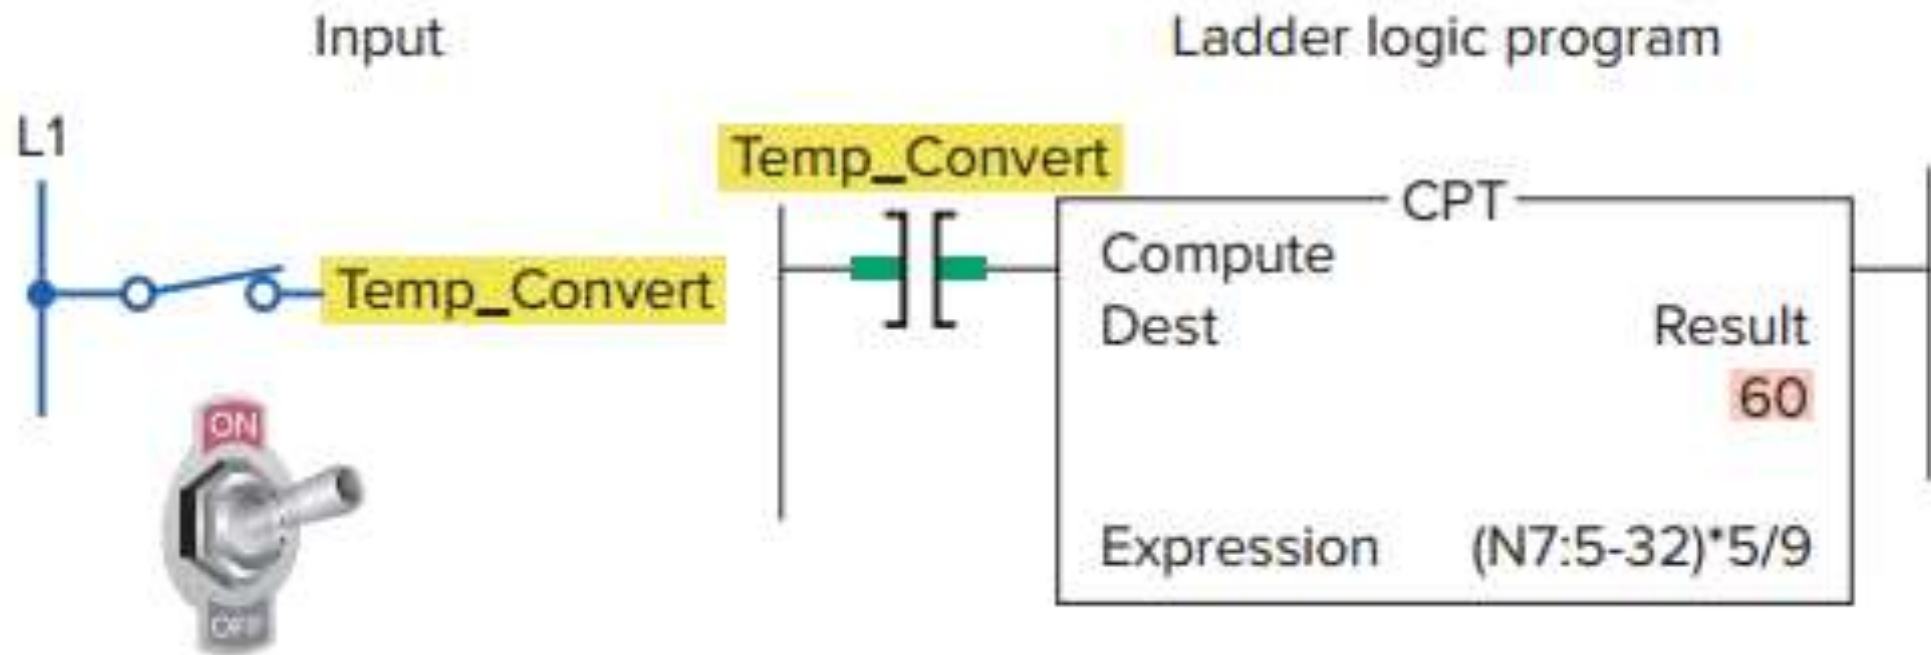 Input
Ladder logic program
L1
Temp_Convert
Temp_Convert
ON
OFF
CPT
Compute
Dest Result
60
Expression (N7:5-32)*5/9